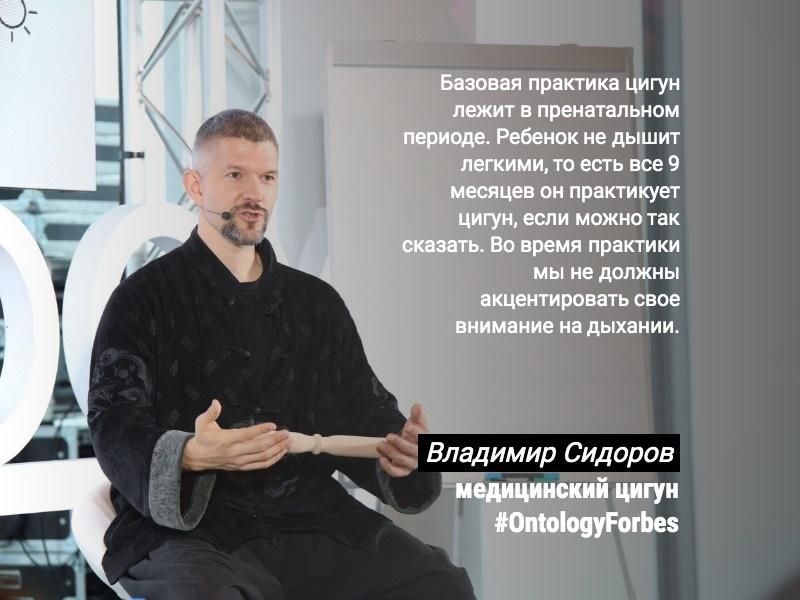 Базовая практика цигун
лежит в пренатальном
периоде. Ребенок не дышит
легкими, то есть все 9
месяцев он практикует
цигун, если можно так
сказать. Во время практики
мы не должны
акцентировать свое
внимание на дыхании.
Владимир Сидоров
медицинский цигун
#OntologyForbes